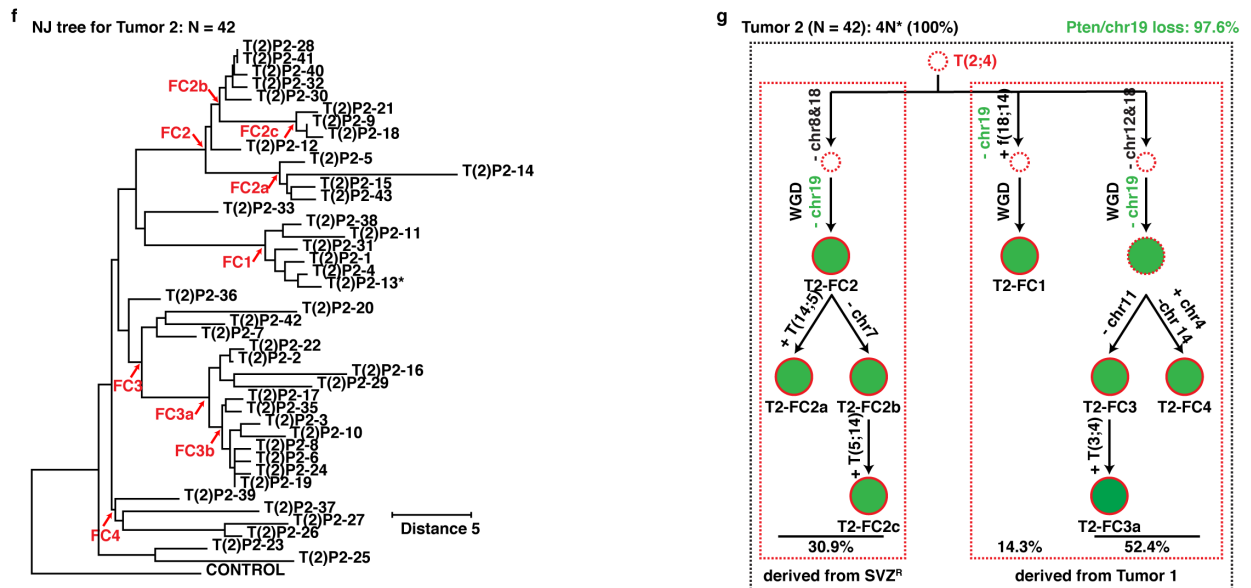 f
NJ tree for Tumor 2: N = 42
T(2)P2-28
T(2)P2-41
T(2)P2-40
T(2)P2-32
T(2)P2-30
FC2b
T(2)P2-21
T(2)P2-9
T(2)P2-18
FC2c
FC2
T(2)P2-12
T(2)P2-5
T(2)P2-14
FC2a
T(2)P2-15
T(2)P2-43
T(2)P2-33
T(2)P2-38
T(2)P2-11
FC1
T(2)P2-31
T(2)P2-1
T(2)P2-4
T(2)P2-13*
T(2)P2-36
T(2)P2-20
T(2)P2-42
T(2)P2-7
T(2)P2-22
T(2)P2-2
T(2)P2-16
FC3
T(2)P2-29
FC3a
T(2)P2-17
T(2)P2-35
T(2)P2-3
T(2)P2-10
FC3b
T(2)P2-8
T(2)P2-6
T(2)P2-24
T(2)P2-19
T(2)P2-39
T(2)P2-37
T(2)P2-27
FC4
T(2)P2-26
T(2)P2-23
T(2)P2-25
CONTROL
Distance 5
g
Tumor 2 (N = 42): 4N* (100%)
Pten/chr19 loss: 97.6%
T(2;4)
- chr8&18
- chr19
+ f(18;14)
- chr12&18
WGD
- chr19
WGD
WGD
- chr19
T2-FC2
T2-FC1
+ T(14;5)
- chr7
- chr11
+ chr4
-chr 14
T2-FC2a
T2-FC2b
T2-FC3
T2-FC4
+ T(5;14)
+ T(3;4)
T2-FC2c
T2-FC3a
30.9%
14.3%
52.4%
derived from SVZᴿ
derived from Tumor 1